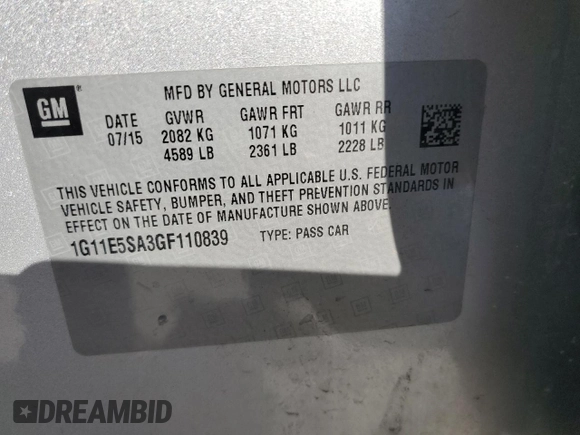 GM
MFD BY GENERAL MOTORS LLC
DATE GVWR GAWR FRT GAWR RR
07/15 2082 KG 1071 KG 1011 KG
4589 LB 2361 LB 2228 LB
THIS VEHICLE CONFORMS TO ALL APPLICABLE U.S. FEDERAL MOTOR
VEHICLE SAFETY, BUMPER, AND THEFT PREVENTION STANDARDS IN
EFFECT ON THE DATE OF MANUFACTURE SHOWN ABOVE.
1G11E5SA3GF110839 TYPE: PASS CAR
DREAMBID